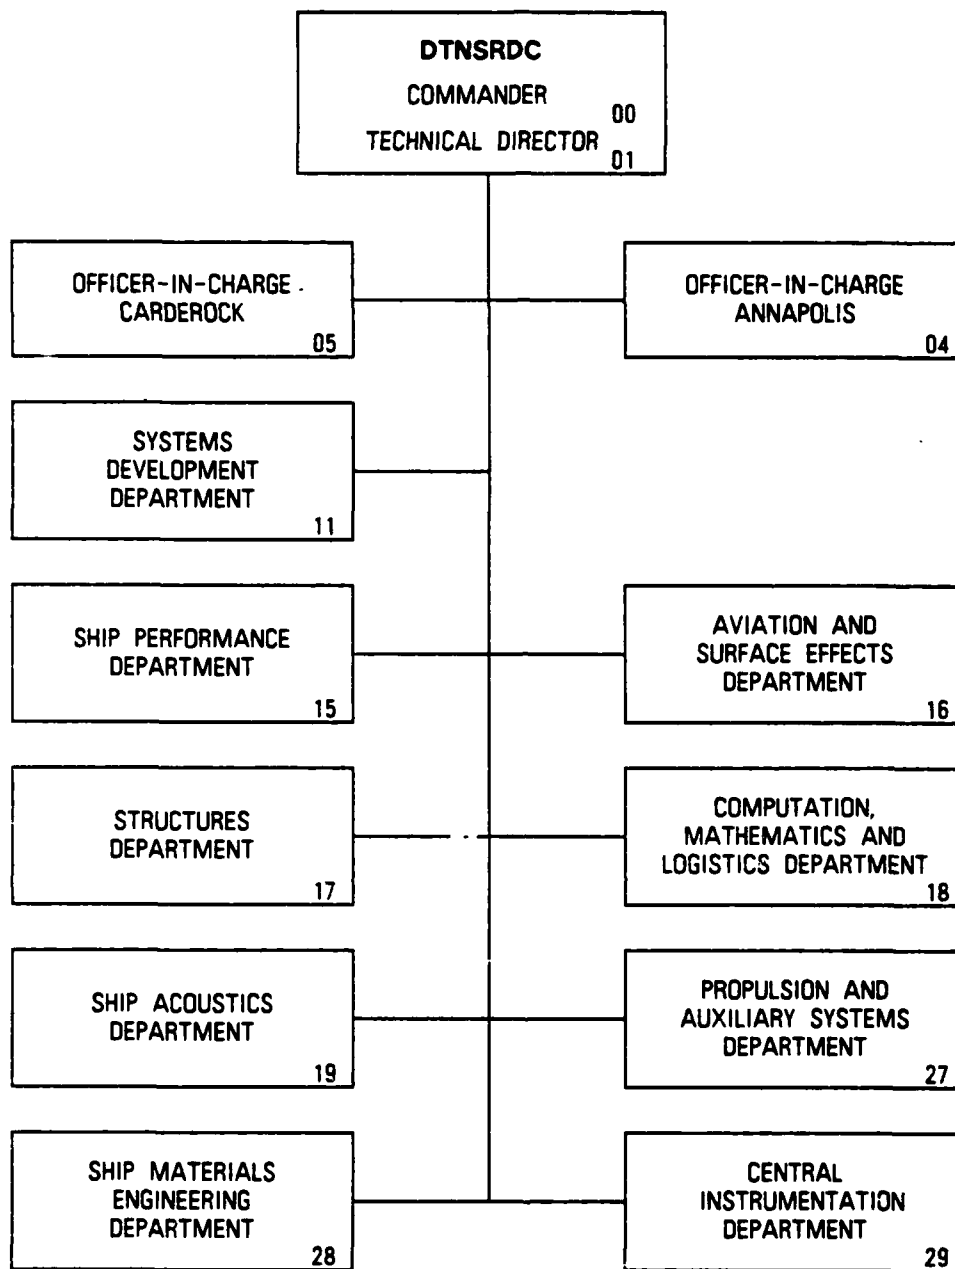 DTNSRDC
COMMANDER
00
TECHNICAL DIRECTOR
01
OFFICER-IN-CHARGE
CARDEROCK
05
OFFICER-IN-CHARGE
ANNAPOLIS
04
SYSTEMS
DEVELOPMENT
DEPARTMENT
11
SHIP PERFORMANCE
DEPARTMENT
15
AVIATION AND
SURFACE EFFECTS
DEPARTMENT
16
STRUCTURES
DEPARTMENT
17
COMPUTATION,
MATHEMATICS AND
LOGISTICS DEPARTMENT
18
SHIP ACOUSTICS
DEPARTMENT
19
PROPULSION AND
AUXILIARY SYSTEMS
DEPARTMENT
27
SHIP MATERIALS
ENGINEERING
DEPARTMENT
28
CENTRAL
INSTRUMENTATION
DEPARTMENT
29